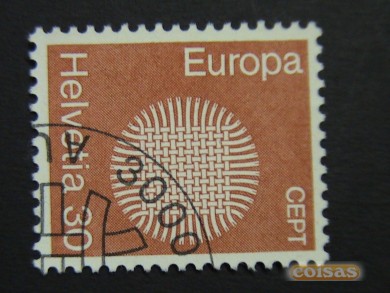 Europa
Helvetia 30
CEPT
3000
coisas